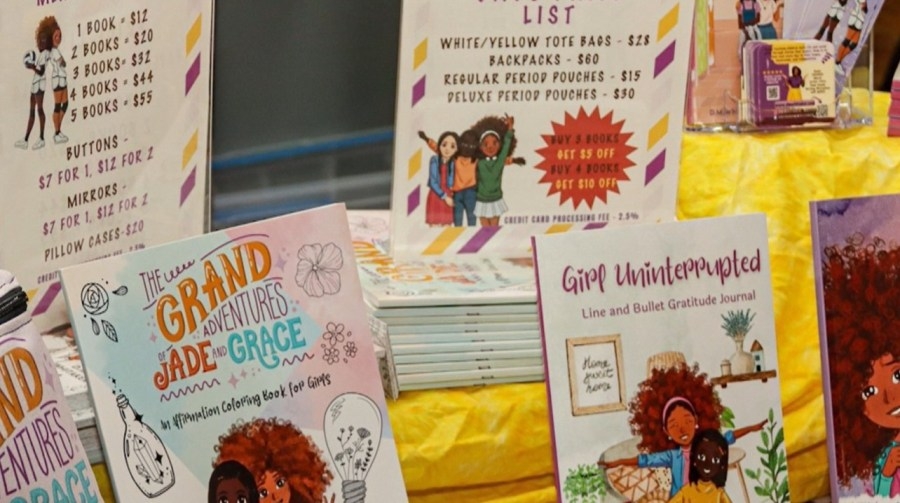 1 BOOK = $12
2 BOOKS = $20
3 BOOKS = $32
4 BOOKS = $44
5 BOOKS = $55
BUTTONS -
$7 FOR 1, $12 FOR 2
MIRRORS -
$7 FOR 1, $12 FOR 2
PILLOW CASES-$20
LIST
WHITE/YELLOW TOTE BAGS - $28
BACKPACKS - $60
REGULAR PERIOD POUCHES - $15
DELUXE PERIOD POUCHES - $30
BUY 3 BOOKS
GET $5 OFF
BUY 4 BOOKS
GET $10 OFF
CREDIT CARD PROCESSING FEE - 2.5%
THE
GRAND
ADVENTURES
OF JADE AND GRACE
An Affirmation Coloring Book for Girls
Girl Uninterrupted
Line and Bullet Gratitude Journal
Home
sweet
home